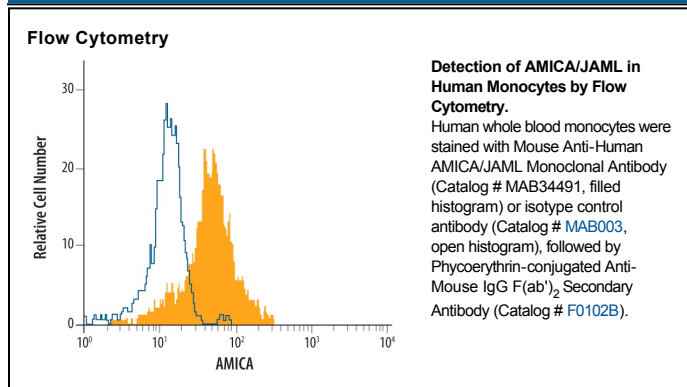 Flow Cytometry
Relative Cell Number
30
20
10
0
10⁰
10¹
10²
10³
10⁴
AMICA
Detection of AMICA/JAML in
Human Monocytes by Flow
Cytometry.
Human whole blood monocytes were
stained with Mouse Anti-Human
AMICA/JAML Monoclonal Antibody
(Catalog # MAB34491, filled
histogram) or isotype control
antibody (Catalog # MAB003,
open histogram), followed by
Phycoerythrin-conjugated Anti-
Mouse IgG F(ab')₂ Secondary
Antibody (Catalog # F0102B).